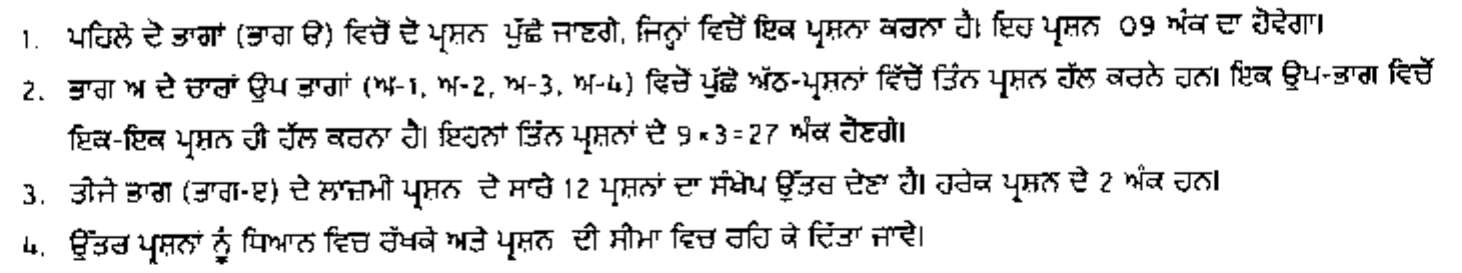 1. ਪਹਿਲੇ ਦੋ ਭਾਗਾਂ (ਭਾਗ ੳ) ਵਿਚੋਂ ਦੋ ਪ੍ਰਸ਼ਨ ਪੁੱਛੇ ਜਾਣਗੇ, ਜਿਨ੍ਹਾਂ ਵਿਚੋਂ ਇਕ ਪ੍ਰਸ਼ਨਾ ਕਰਨਾ ਹੈ। ਇਹ ਪ੍ਰਸ਼ਨ 09 ਅੰਕ ਦਾ ਹੋਵੇਗਾ।
2. ਭਾਗ ਅ ਦੇ ਚਾਰਾਂ ਉਪ ਭਾਗਾਂ (ਅ-1, ਅ-2, ਅ-3, ਅ-4) ਵਿਚੋਂ ਪੁੱਛੇ ਅੱਠ-ਪ੍ਰਸ਼ਨਾਂ ਵਿੱਚੋਂ ਤਿੰਨ ਪ੍ਰਸ਼ਨ ਹੱਲ ਕਰਨੇ ਹਨ। ਇਕ ਉਪ-ਭਾਗ ਵਿਚੋਂ
ਇਕ-ਇਕ ਪ੍ਰਸ਼ਨ ਹੀ ਹੱਲ ਕਰਨਾ ਹੈ। ਇਹਨਾਂ ਤਿੰਨ ਪ੍ਰਸ਼ਨਾਂ ਦੇ 9×3=27 ਅੰਕ ਹੋਣਗੇ।
3. ਤੀਜੇ ਭਾਗ (ਭਾਗ-ੲ) ਦੇ ਲਾਜ਼ਮੀ ਪ੍ਰਸ਼ਨ ਦੇ ਸਾਰੇ 12 ਪ੍ਰਸ਼ਨਾਂ ਦਾ ਸੰਖੇਪ ਉੱਤਰ ਦੇਣਾ ਹੈ। ਹਰੇਕ ਪ੍ਰਸ਼ਨ ਦੇ 2 ਅੰਕ ਹਨ।
4. ਉੱਤਰ ਪ੍ਰਸ਼ਨਾਂ ਨੂੰ ਧਿਆਨ ਵਿਚ ਰੱਖਕੇ ਅਤੇ ਪ੍ਰਸ਼ਨ ਦੀ ਸੀਮਾ ਵਿਚ ਰਹਿ ਕੇ ਦਿੱਤਾ ਜਾਵੇ।